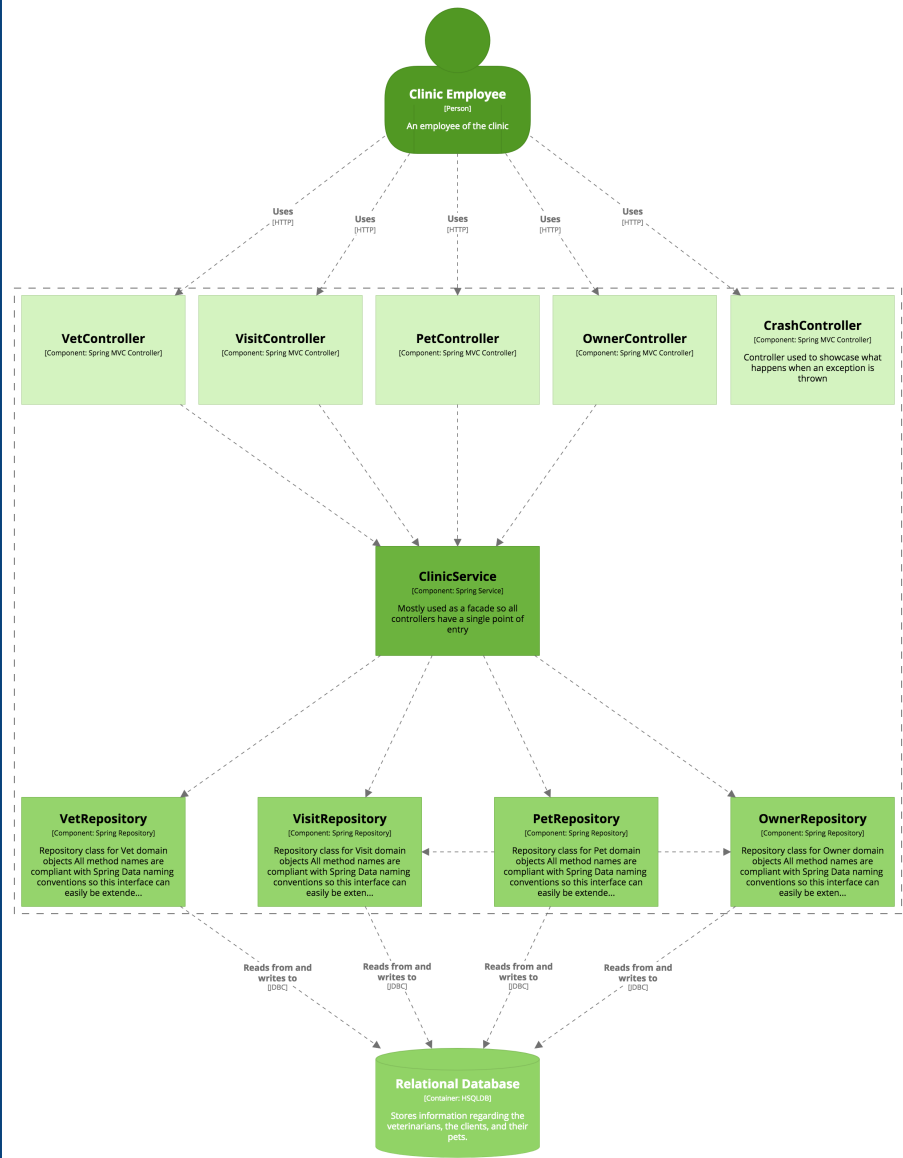 Clinic Employee
[Person]
An employee of the clinic
Uses
[HTTP]
Uses
[HTTP]
Uses
[HTTP]
Uses
[HTTP]
Uses
[HTTP]
VetController
[Component: Spring MVC Controller]
VisitController
[Component: Spring MVC Controller]
PetController
[Component: Spring MVC Controller]
OwnerController
[Component: Spring MVC Controller]
CrashController
[Component: Spring MVC Controller]
Controller used to showcase what
happens when an exception is
thrown
ClinicService
[Component: Spring Service]
Mostly used as a facade so all
controllers have a single point of
entry
VetRepository
[Component: Spring Repository]
Repository class for Vet domain
objects All method names are
compliant with Spring Data naming
conventions so this interface can
easily be extende...
VisitRepository
[Component: Spring Repository]
Repository class for Visit domain
objects All method names are
compliant with Spring Data naming
conventions so this interface can
easily be exten...
PetRepository
[Component: Spring Repository]
Repository class for Pet domain
objects All method names are
compliant with Spring Data naming
conventions so this interface can
easily be extende...
OwnerRepository
[Component: Spring Repository]
Repository class for Owner domain
objects All method names are
compliant with Spring Data naming
conventions so this interface can
easily be exten...
Reads from and
writes to
[JDBC]
Reads from and
writes to
[JDBC]
Reads from and
writes to
[JDBC]
Reads from and
writes to
[JDBC]
Relational Database
[Container: HSQLDB]
Stores information regarding the
veterinarians, the clients, and their
pets.